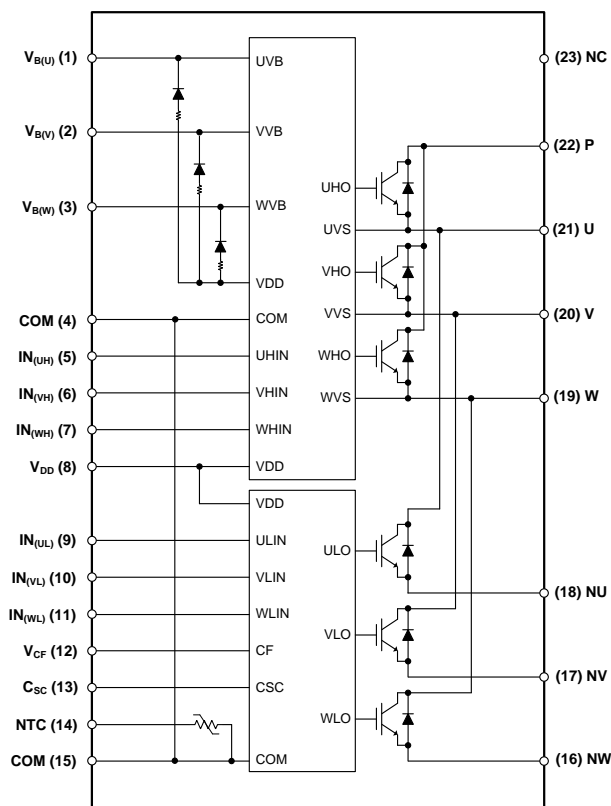 V_B(U) (1)
UVB
(23) NC
V_B(V) (2)
VVB
(22) P
UHO
V_B(W) (3)
WVB
UVS
(21) U
VHO
VDD
COM (4)
COM
VVS
(20) V
IN_(UH) (5)
UHIN
WHO
IN_(VH) (6)
VHIN
WVS
(19) W
IN_(WH) (7)
WHIN
V_DD (8)
VDD
VDD
IN_(UL) (9)
ULIN
ULO
IN_(VL) (10)
VLIN
(18) NU
IN_(WL) (11)
WLIN
VLO
V_CF (12)
CF
(17) NV
C_SC (13)
CSC
WLO
NTC (14)
COM (15)
COM
(16) NW